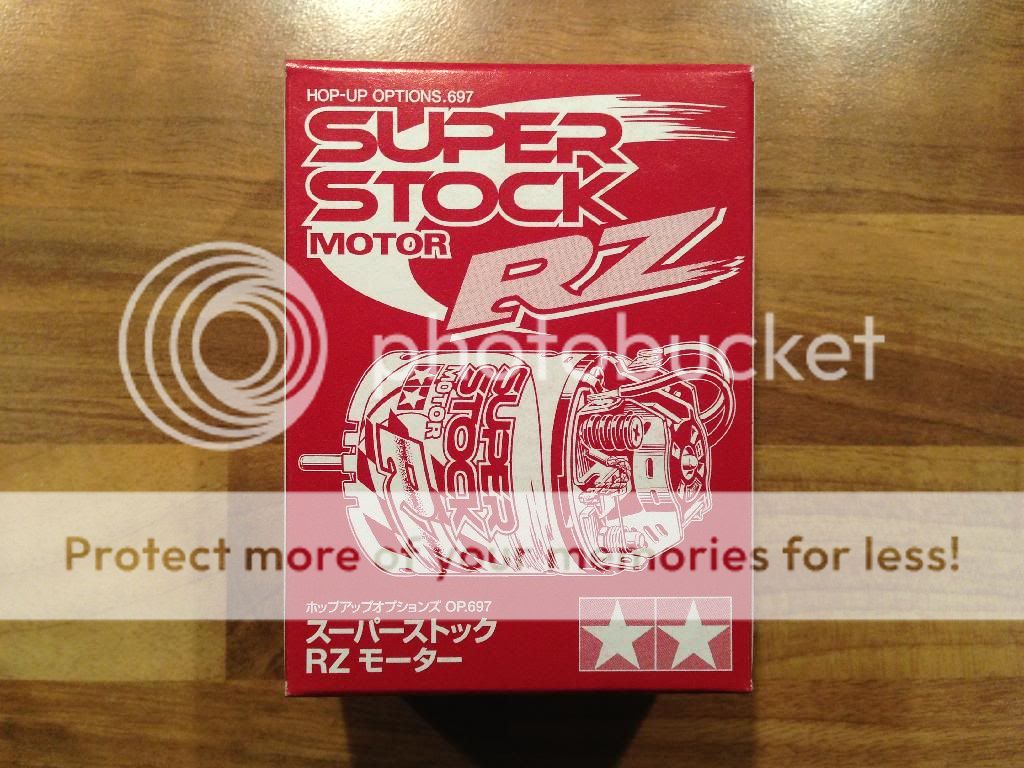 HOP-UP OPTIONS.697
SUPER
STOCK
MOTOR
RZ
photobucket
SUPER
STOCK
MOTOR
RZ
Protect more of your memories for less!
ホップアップオプションズ OP.697
スーパーストック
RZ モーター